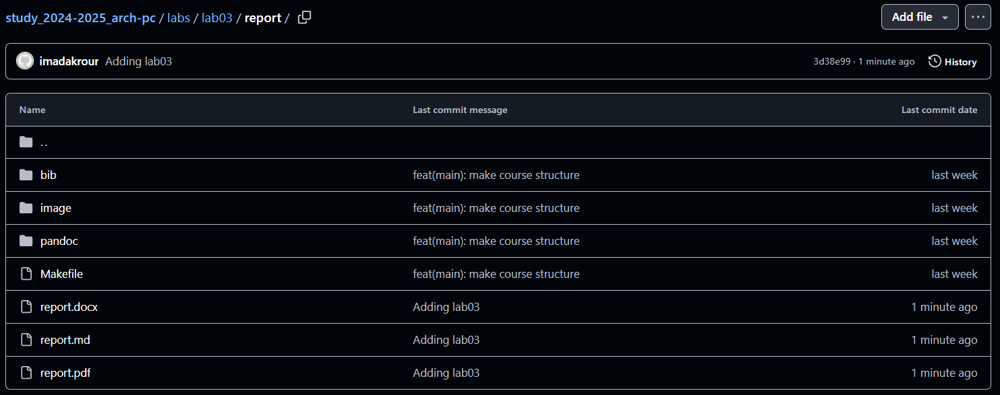 study_2024-2025_arch-pc / labs / lab03 / report /
Add file
imadakrour Adding lab03
3d38e99 · 1 minute ago
History
Name Last commit message Last commit date
..
bib feat(main): make course structure last week
image feat(main): make course structure last week
pandoc feat(main): make course structure last week
Makefile feat(main): make course structure last week
report.docx Adding lab03 1 minute ago
report.md Adding lab03 1 minute ago
report.pdf Adding lab03 1 minute ago